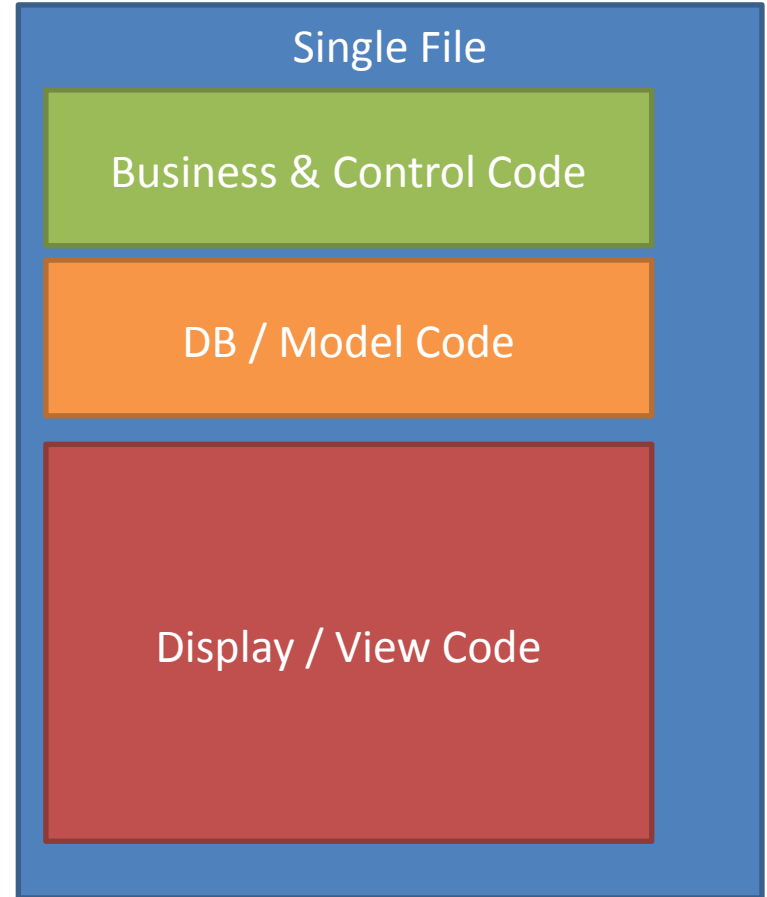 Single File
Business & Control Code
DB / Model Code
Display / View Code